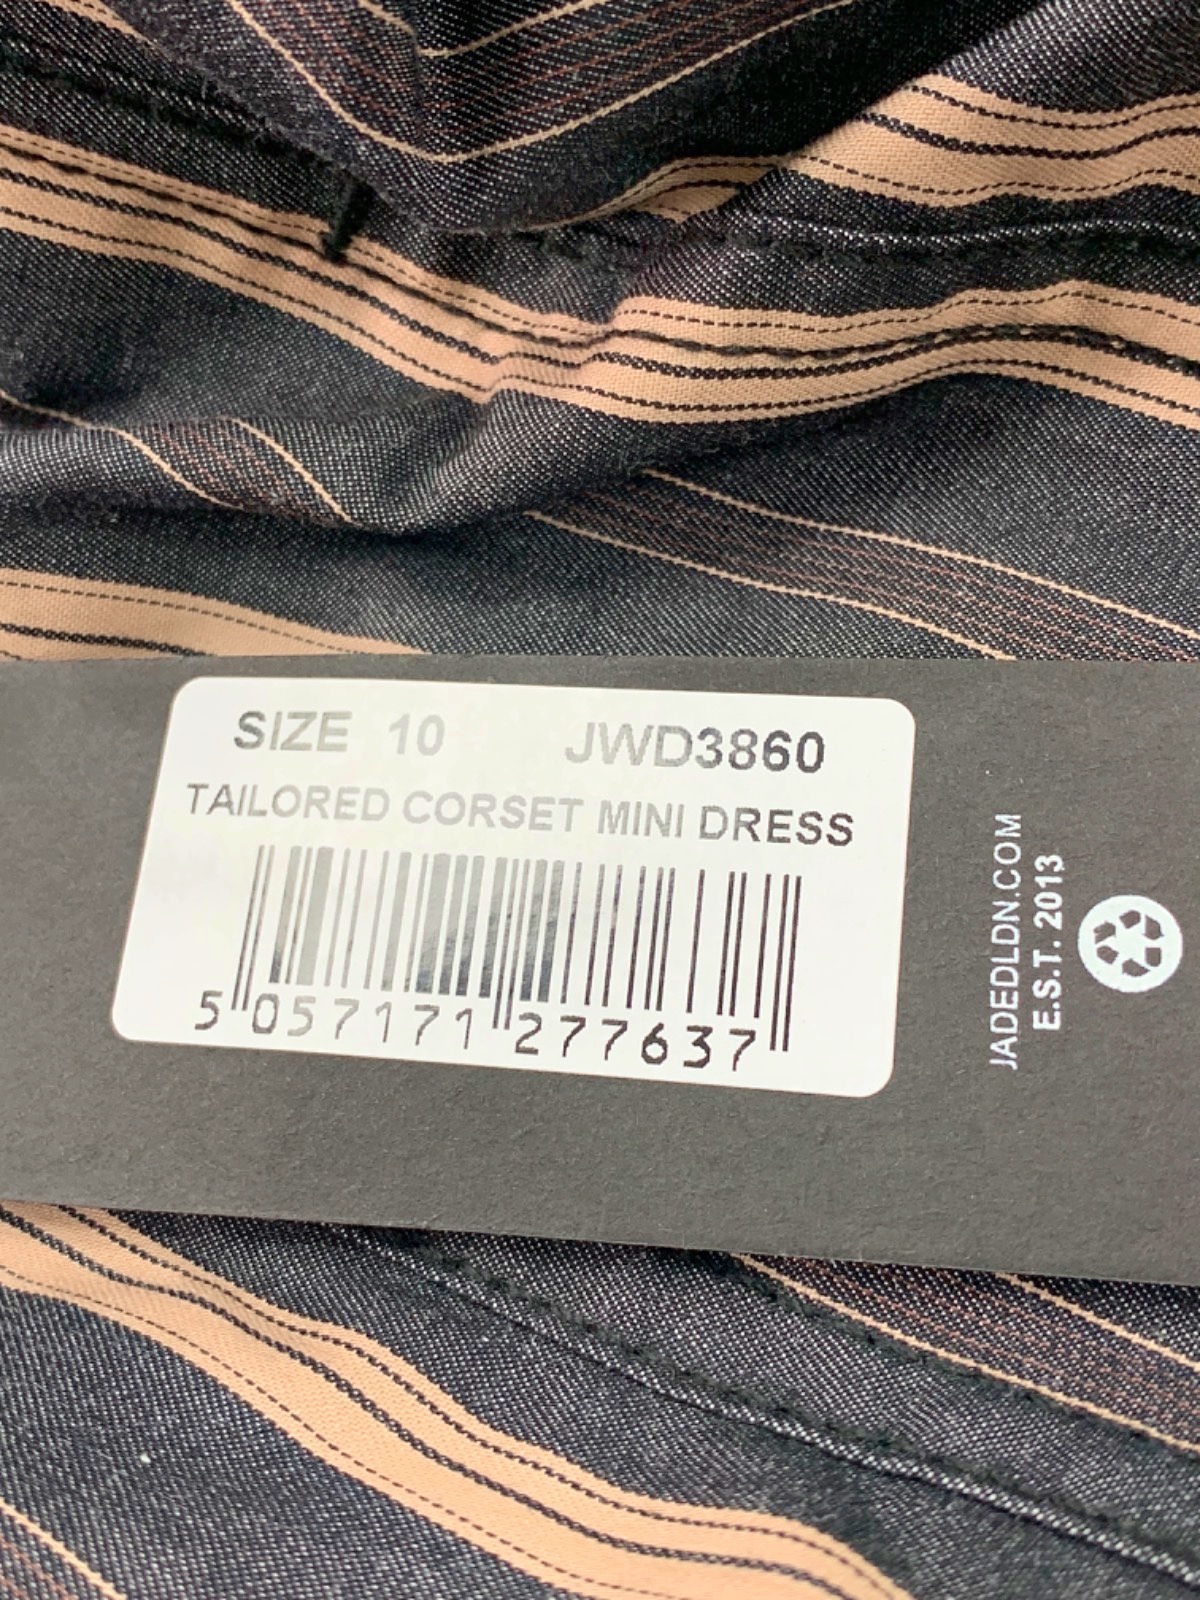 SIZE 10 JWD3860
TAILORED CORSET MINI DRESS
5 057171 277637
JADEDLDN.COM
E.S.T. 2013